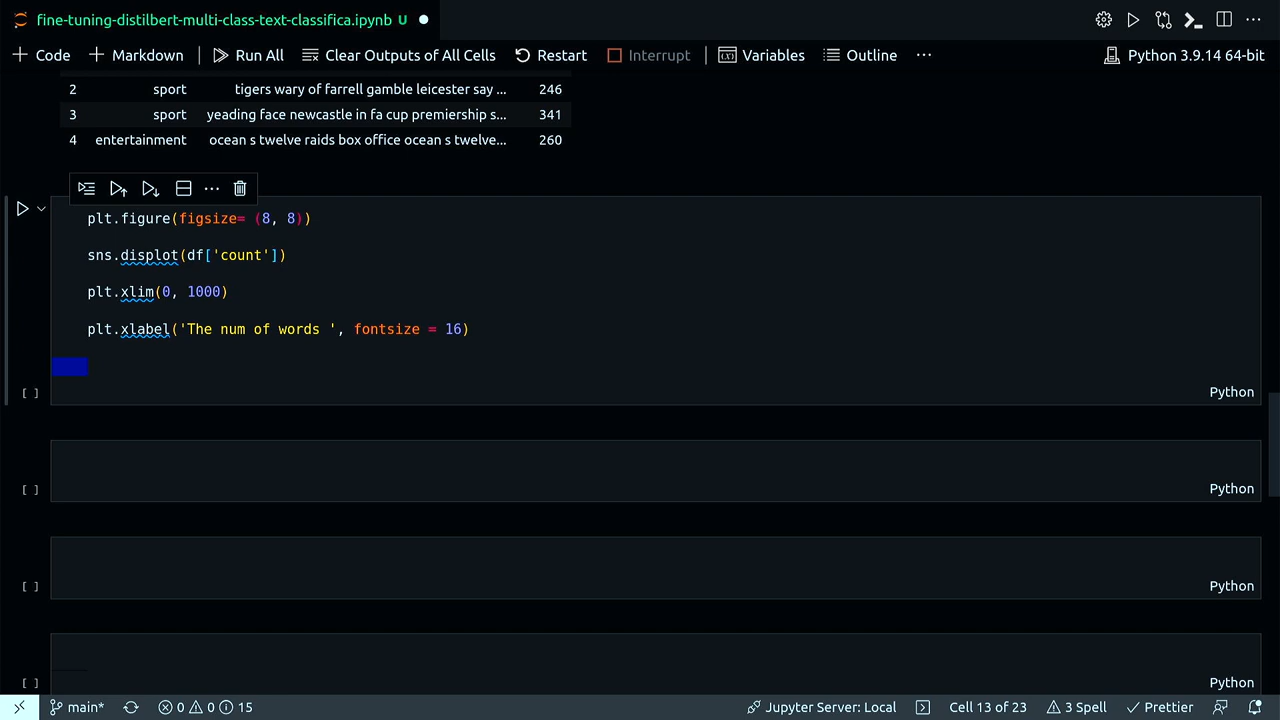 fine-tuning-distilbert-multi-class-text-classifica.ipynb U
Code Markdown Run All Clear Outputs of All Cells Restart Interrupt Variables Outline ··· Python 3.9.14 64-bit
2 sport tigers wary of farrell gamble leicester say ... 246
3 sport yeading face newcastle in fa cup premiership s... 341
4 entertainment ocean s twelve raids box office ocean s twelve... 260
plt.figure(figsize= (8, 8))
sns.displot(df['count'])
plt.xlim(0, 1000)
plt.xlabel('The num of words ', fontsize = 16)
[ ] Python
[ ] Python
[ ] Python
[ ] Python
main* 0 0 15 Jupyter Server: Local Cell 13 of 23 3 Spell Prettier